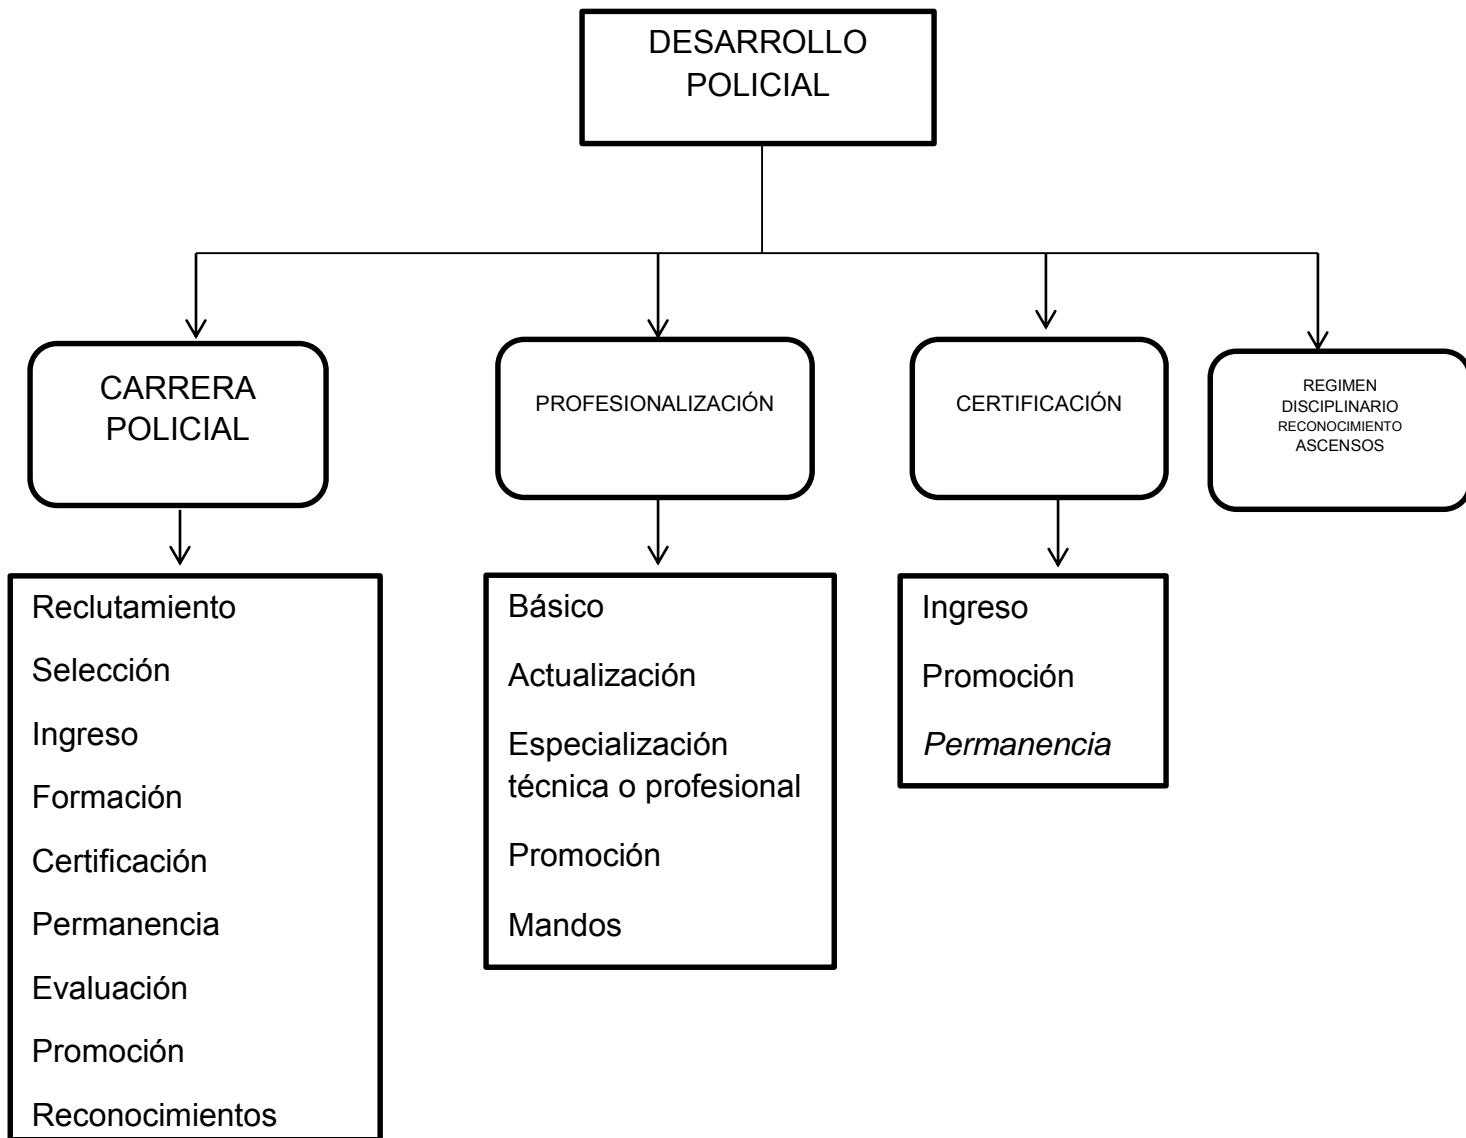 DESARROLLO
POLICIAL
CARRERA
POLICIAL
PROFESIONALIZACIÓN
CERTIFICACIÓN
REGIMEN
DISCIPLINARIO
RECONOCIMIENTO
ASCENSOS
Reclutamiento
Selección
Ingreso
Formación
Certificación
Permanencia
Evaluación
Promoción
Reconocimientos
Básico
Actualización
Especialización
técnica o profesional
Promoción
Mandos
Ingreso
Promoción
Permanencia